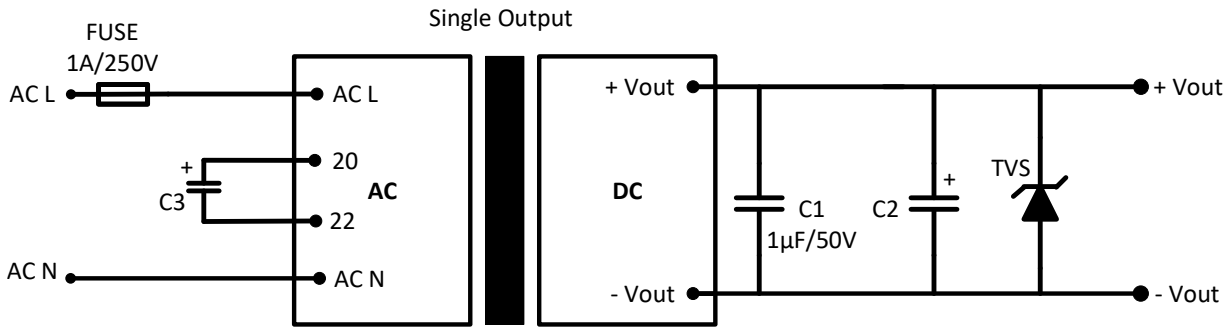 Single Output
FUSE
1A/250V
AC L
AC L
+ Vout
+ Vout
+
20
C3
AC
DC
TVS
+
C1
C2
1µF/50V
22
AC N
AC N
- Vout
- Vout